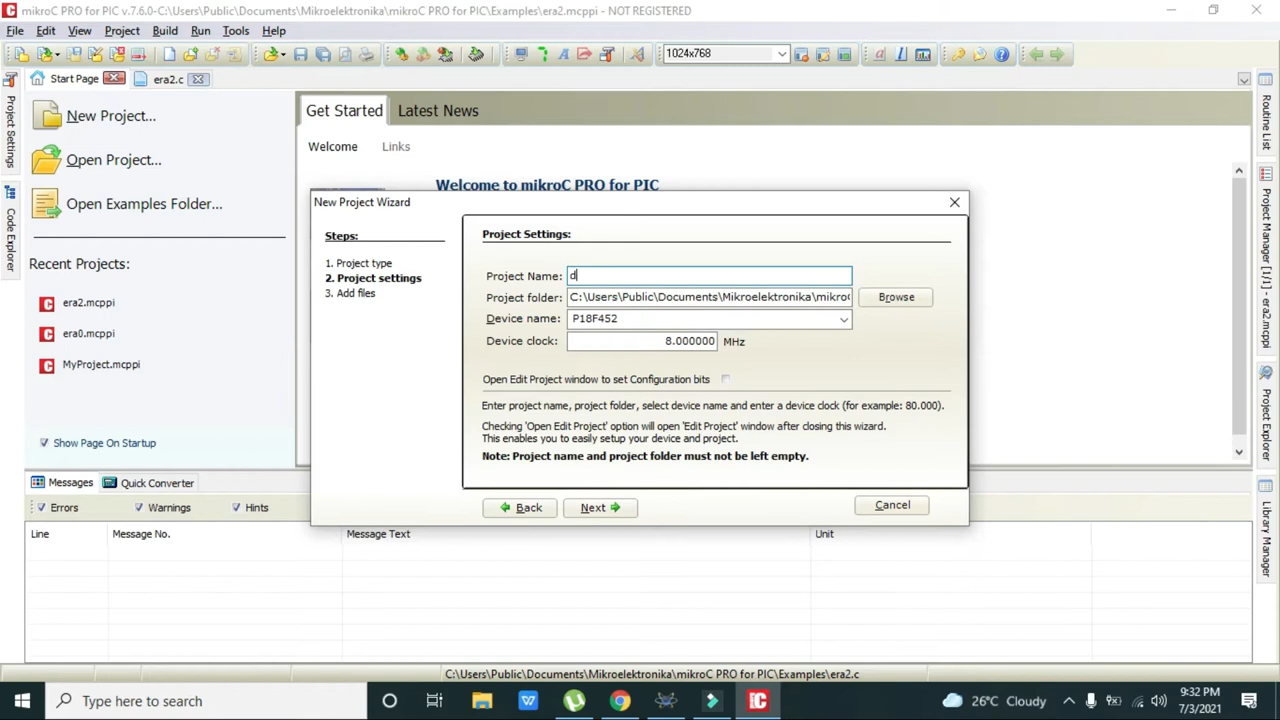 mikroC PRO for PIC v.7.6.0-C:\Users\Public\Documents\Mikroelektronika\mikroC PRO for PIC\Examples\era2.mcppi - NOT REGISTERED
File Edit View Project Build Run Tools Help
1024x768
Start Page era2.c
Project Settings
Code Explorer
New Project...
Open Project...
Open Examples Folder...
Recent Projects:
era2.mcppi
era0.mcppi
MyProject.mcppi
Show Page On Startup
Get Started Latest News
Welcome Links
Welcome to mikroC PRO for PIC
New Project Wizard
Steps:
1. Project type
2. Project settings
3. Add files
Project Settings:
Project Name: d
Project folder: C:\Users\Public\Documents\Mikroelektronika\mikroC Browse
Device name: P18F452
Device clock: 8.000000 MHz
Open Edit Project window to set Configuration bits
Enter project name, project folder, select device name and enter a device clock (for example: 80.000).
Checking 'Open Edit Project' option will open 'Edit Project' window after closing this wizard.
This enables you to easily setup your device and project.
Note: Project name and project folder must not be left empty.
Back Next Cancel
Routine List
Project Manager [1/1]
Project Explorer
Library Manager
Messages Quick Converter
Errors Warnings Hints
Line Message No. Message Text Unit
C:\Users\Public\Documents\Mikroelektronika\mikroC PRO for PIC\Examples\era2.c
Type here to search
26°C Cloudy
9:32 PM
7/3/2021